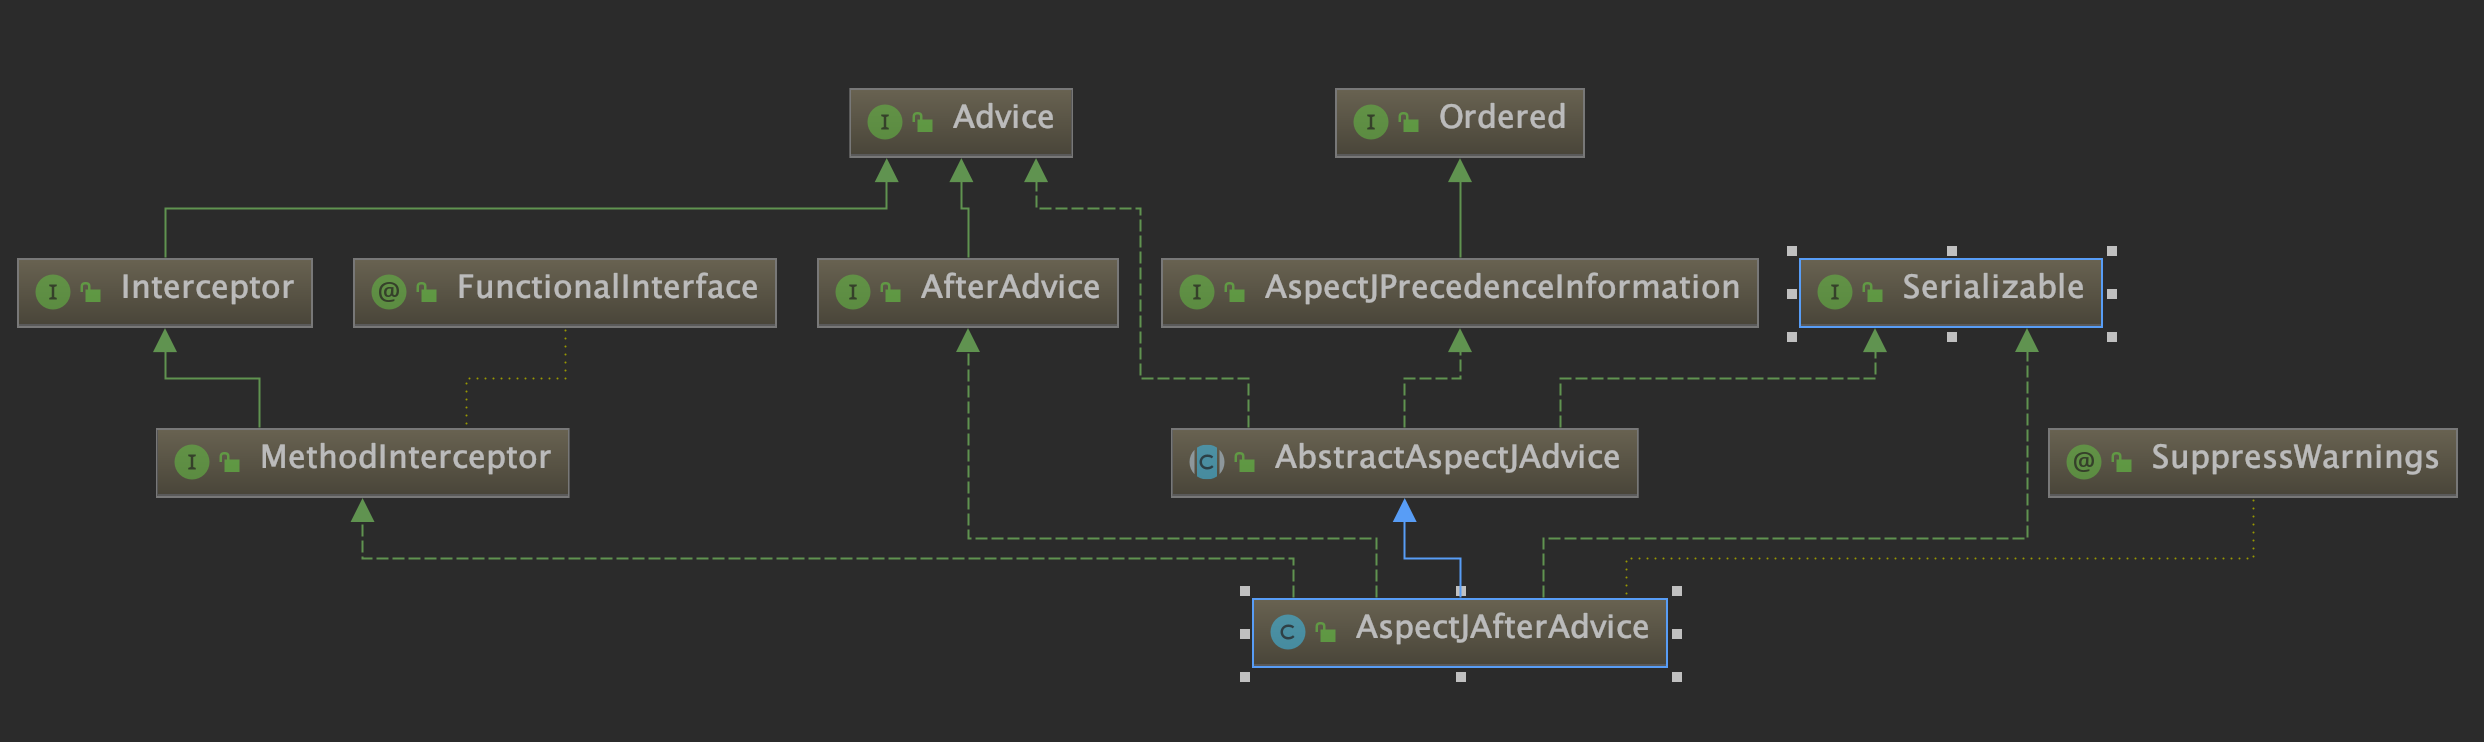 Advice
Ordered
Interceptor
FunctionalInterface
AfterAdvice
AspectJPrecedenceInformation
Serializable
MethodInterceptor
AbstractAspectJAdvice
SuppressWarnings
AspectJAfterAdvice